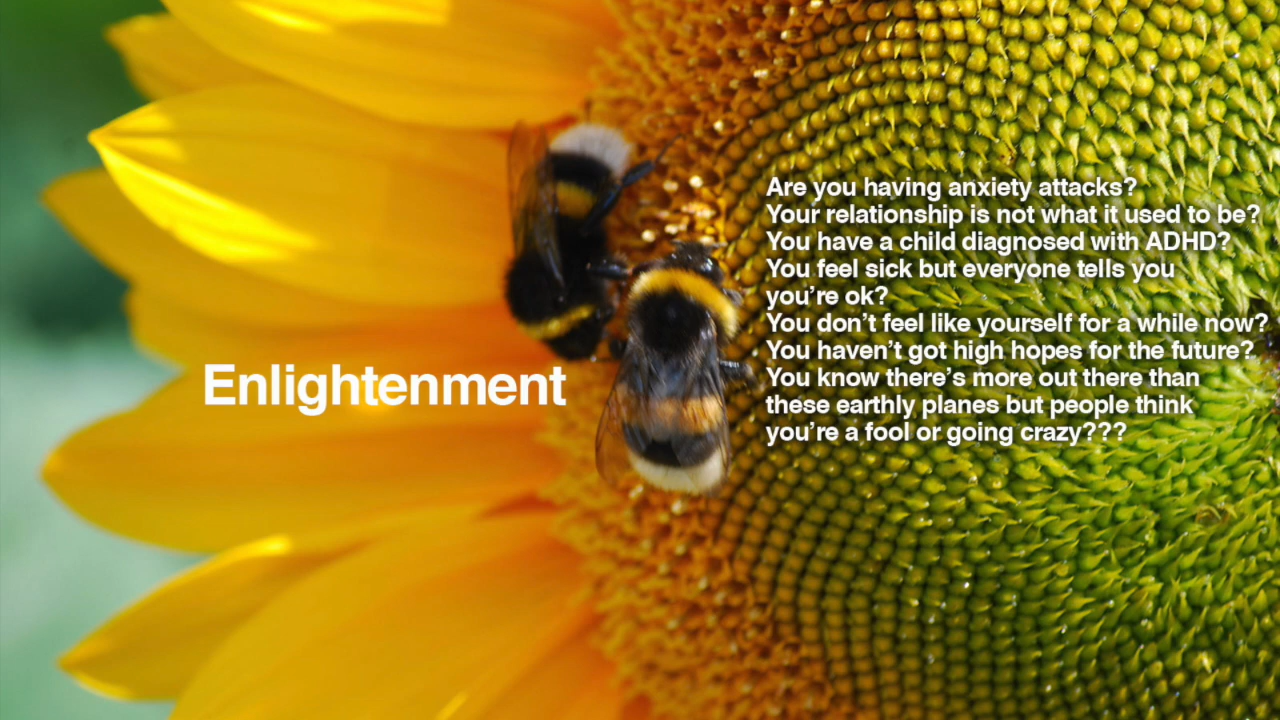 Enlightenment
Are you having anxiety attacks?
Your relationship is not what it used to be?
You have a child diagnosed with ADHD?
You feel sick but everyone tells you
you’re ok?
You don’t feel like yourself for a while now?
You haven’t got high hopes for the future?
You know there’s more out there than
these earthly planes but people think
you’re a fool or going crazy???